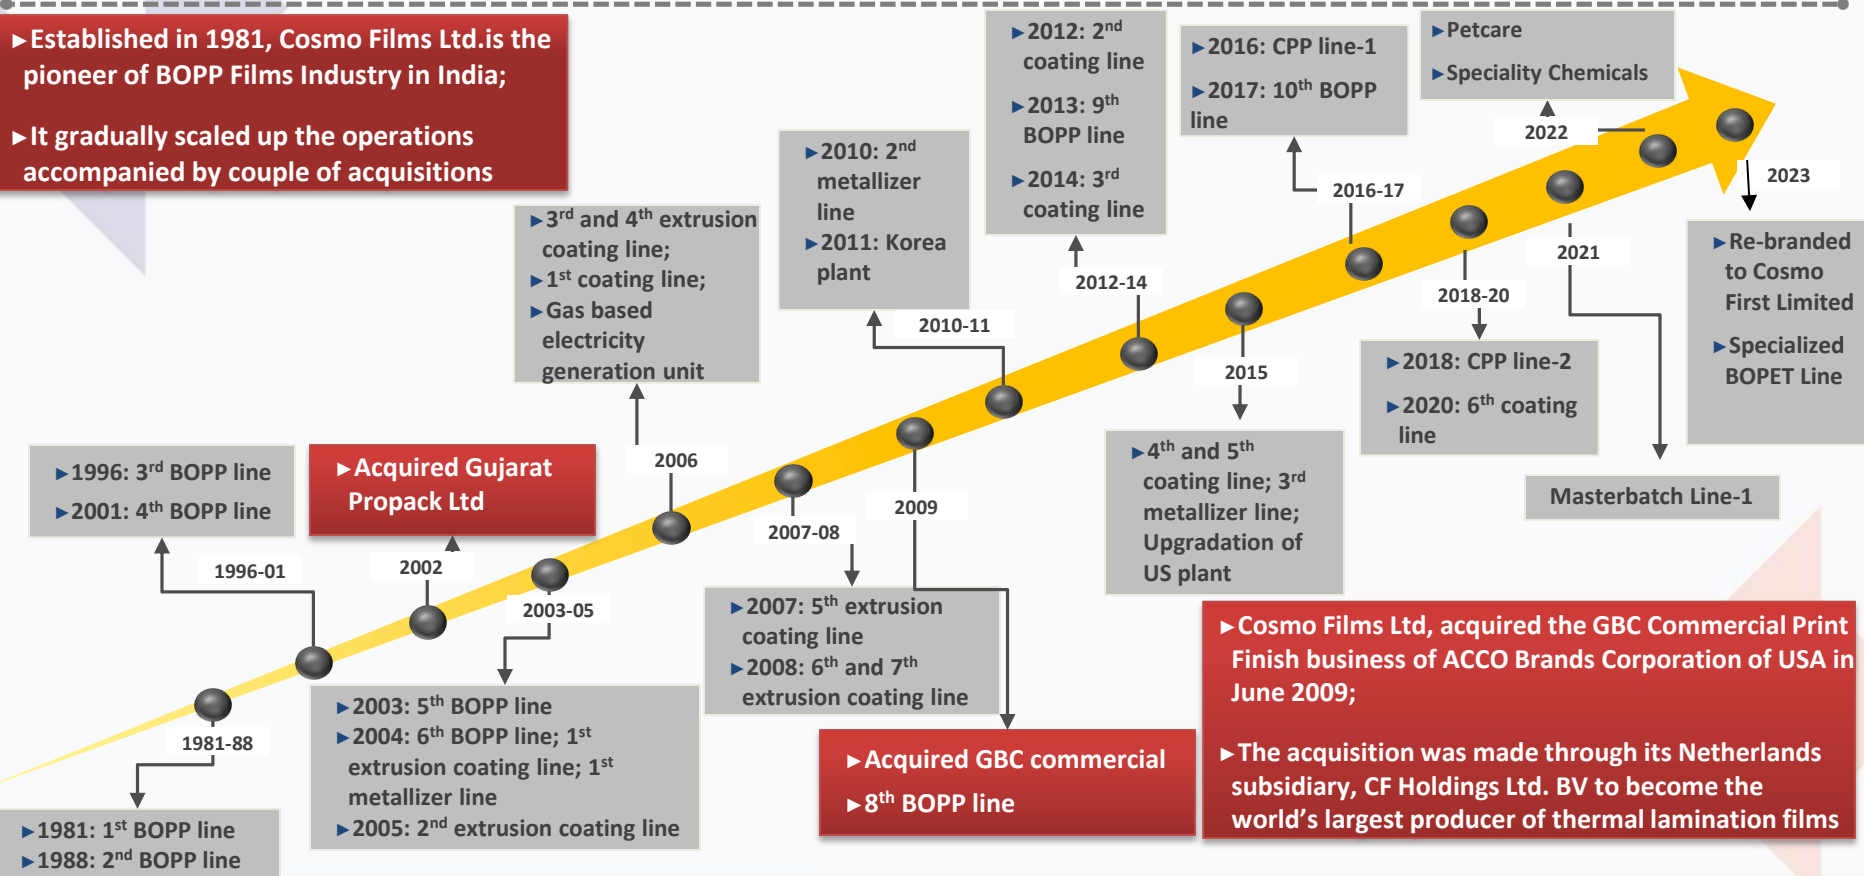 ►Established in 1981, Cosmo Films Ltd.is the
pioneer of BOPP Films Industry in India;
►It gradually scaled up the operations
accompanied by couple of acquisitions
►1981: 1st BOPP line
►1988: 2nd BOPP line
1981-88
►1996: 3rd BOPP line
►2001: 4th BOPP line
1996-01
►Acquired Gujarat
Propack Ltd
2002
2003-05
►2003: 5th BOPP line
►2004: 6th BOPP line; 1st
extrusion coating line; 1st
metallizer line
►2005: 2nd extrusion coating line
►3rd and 4th extrusion
coating line;
►1st coating line;
►Gas based
electricity
generation unit
2006
2007-08
►2007: 5th extrusion
coating line
►2008: 6th and 7th
extrusion coating line
2009
►Acquired GBC commercial
►8th BOPP line
►2010: 2nd
metallizer
line
►2011: Korea
plant
2010-11
►2012: 2nd
coating line
►2013: 9th
BOPP line
►2014: 3rd
coating line
2012-14
2015
►4th and 5th
coating line; 3rd
metallizer line;
Upgradation of
US plant
►2016: CPP line-1
►2017: 10th BOPP
line
2016-17
2018-20
►2018: CPP line-2
►2020: 6th coating
line
2021
Masterbatch Line-1
►Petcare
►Speciality Chemicals
2022
2023
►Re-branded
to Cosmo
First Limited
►Specialized
BOPET Line
►Cosmo Films Ltd, acquired the GBC Commercial Print
Finish business of ACCO Brands Corporation of USA in
June 2009;
►The acquisition was made through its Netherlands
subsidiary, CF Holdings Ltd. BV to become the
world’s largest producer of thermal lamination films